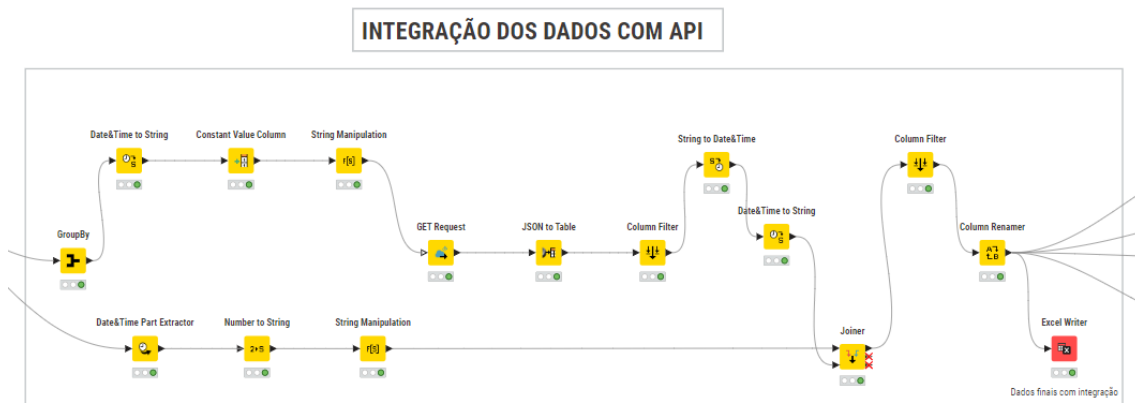 INTEGRAÇÃO DOS DADOS COM API
Date&Time to String
Constant Value Column
String Manipulation
String to Date&Time
Column Filter
GroupBy
GET Request
JSON to Table
Column Filter
Date&Time to String
Column Renamer
Date&Time Part Extractor
Number to String
String Manipulation
Joiner
Excel Writer
Dados finais com integração